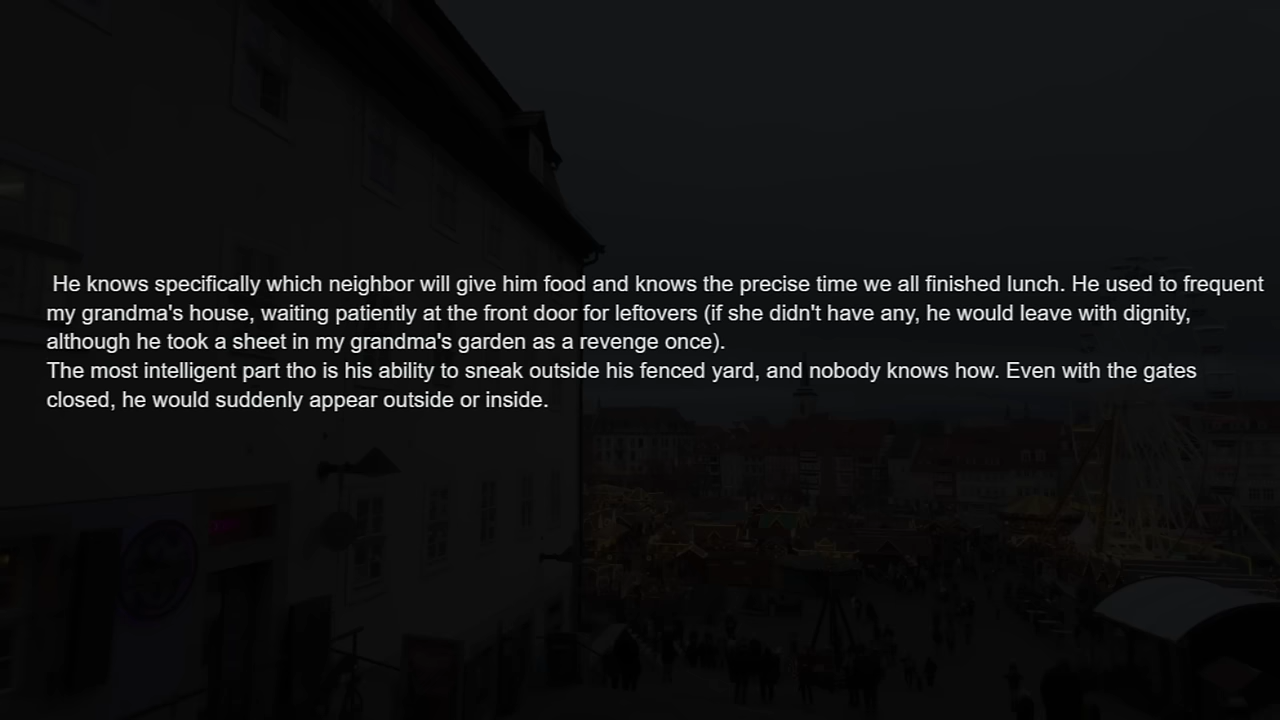 He knows specifically which neighbor will give him food and knows the precise time we all finished lunch. He used to frequent
my grandma's house, waiting patiently at the front door for leftovers (if she didn't have any, he would leave with dignity,
although he took a sheet in my grandma's garden as a revenge once).
The most intelligent part tho is his ability to sneak outside his fenced yard, and nobody knows how. Even with the gates
closed, he would suddenly appear outside or inside.